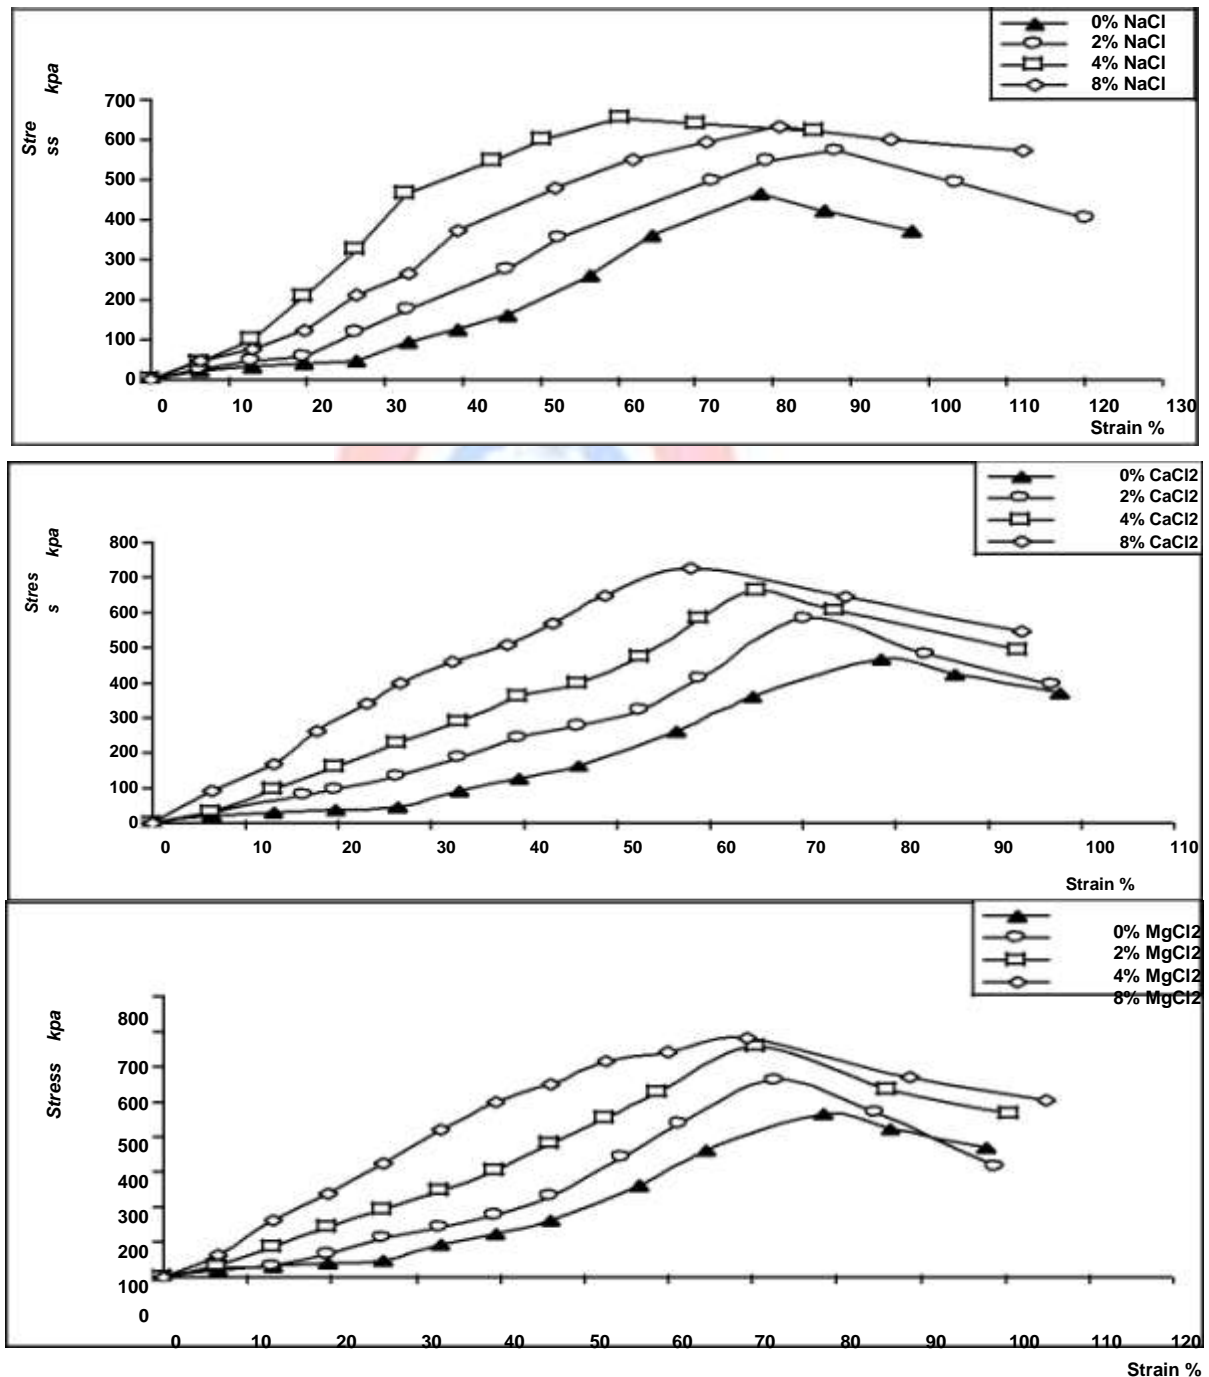 0% NaCl
2% NaCl
4% NaCl
8% NaCl
Stre
ss kpa
700
600
500
400
300
200
100
0
0 10 20 30 40 50 60 70 80 90 100 110 120 130
Strain %
0% CaCl2
2% CaCl2
4% CaCl2
8% CaCl2
Stres
s kpa
800
700
600
500
400
300
200
100
0
0 10 20 30 40 50 60 70 80 90 100 110
Strain %
0% MgCl2
2% MgCl2
4% MgCl2
8% MgCl2
Stress kpa
800
700
600
500
400
300
200
100
0
0 10 20 30 40 50 60 70 80 90 100 110 120
Strain %